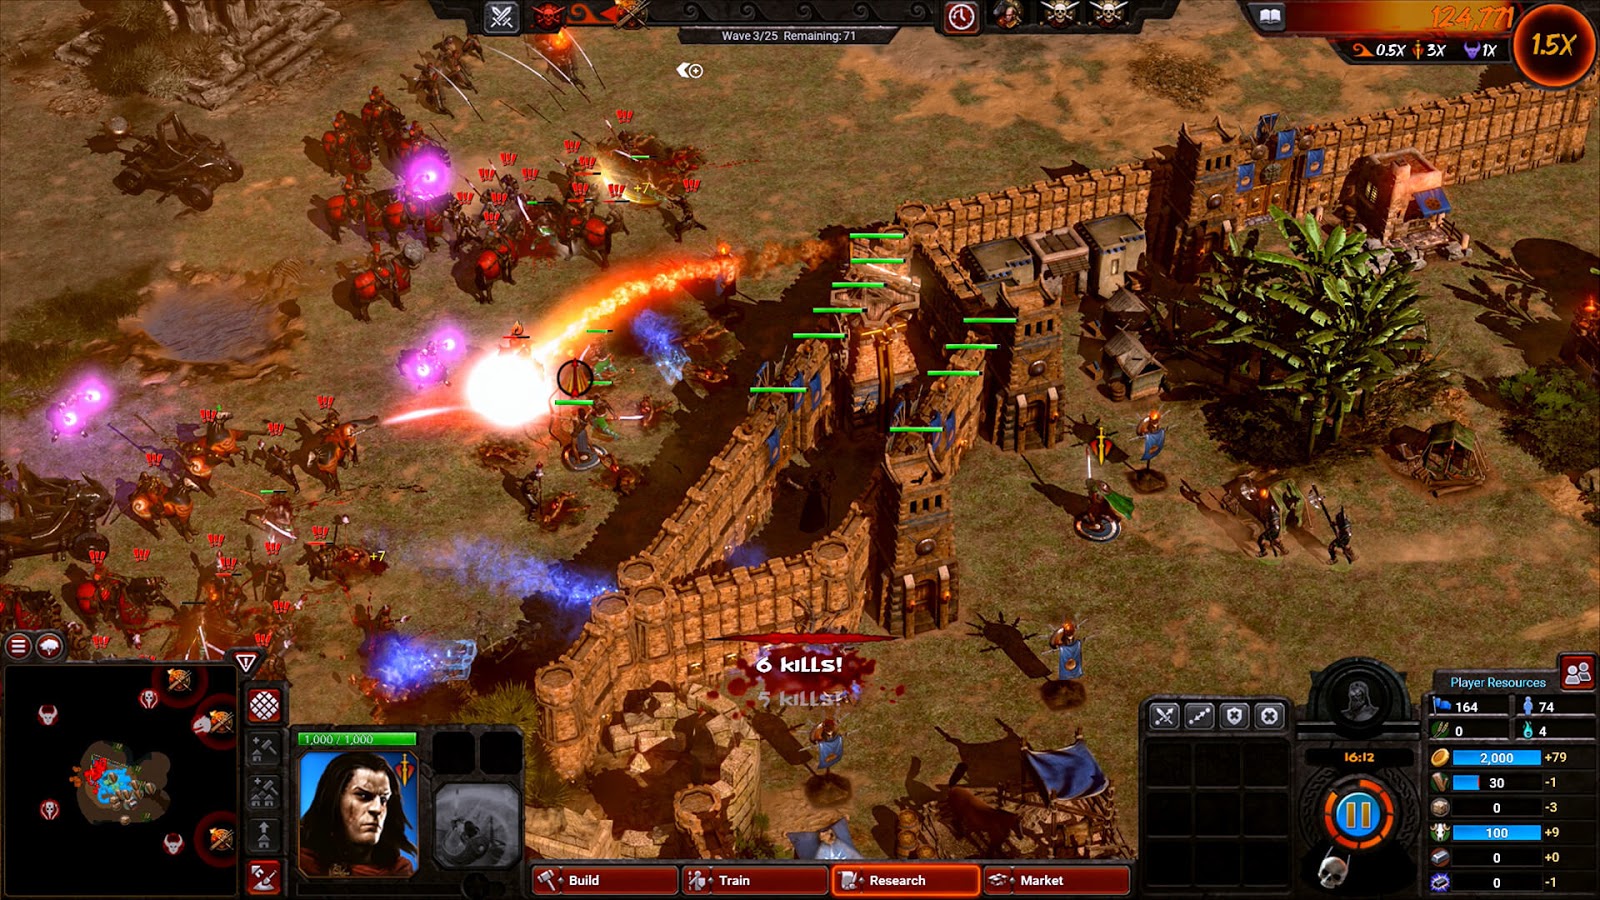 Wave 3/25 Remaining: 71
124,771
0.5X 3X 1X
1.5X
+7
+7
6 kills!
5 kills!
1,000 / 1,000
Build
Train
Research
Market
16:12
Player Resources
164 74
0 4
2,000 +79
30 -1
0 -3
100 +9
0 +0
0 -1